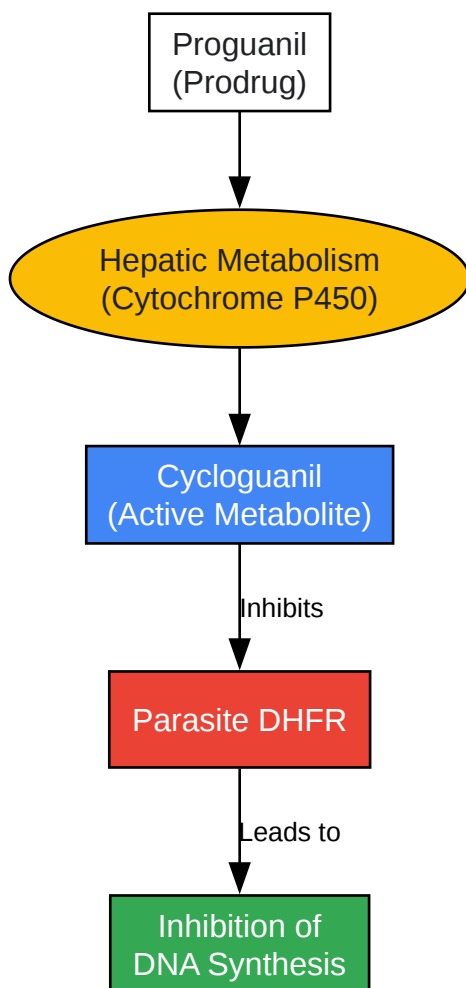 Proguanil
(Prodrug)
Hepatic Metabolism
(Cytochrome P450)
Cycloguanil
(Active Metabolite)
Inhibits
Parasite DHFR
Leads to
Inhibition of
DNA Synthesis